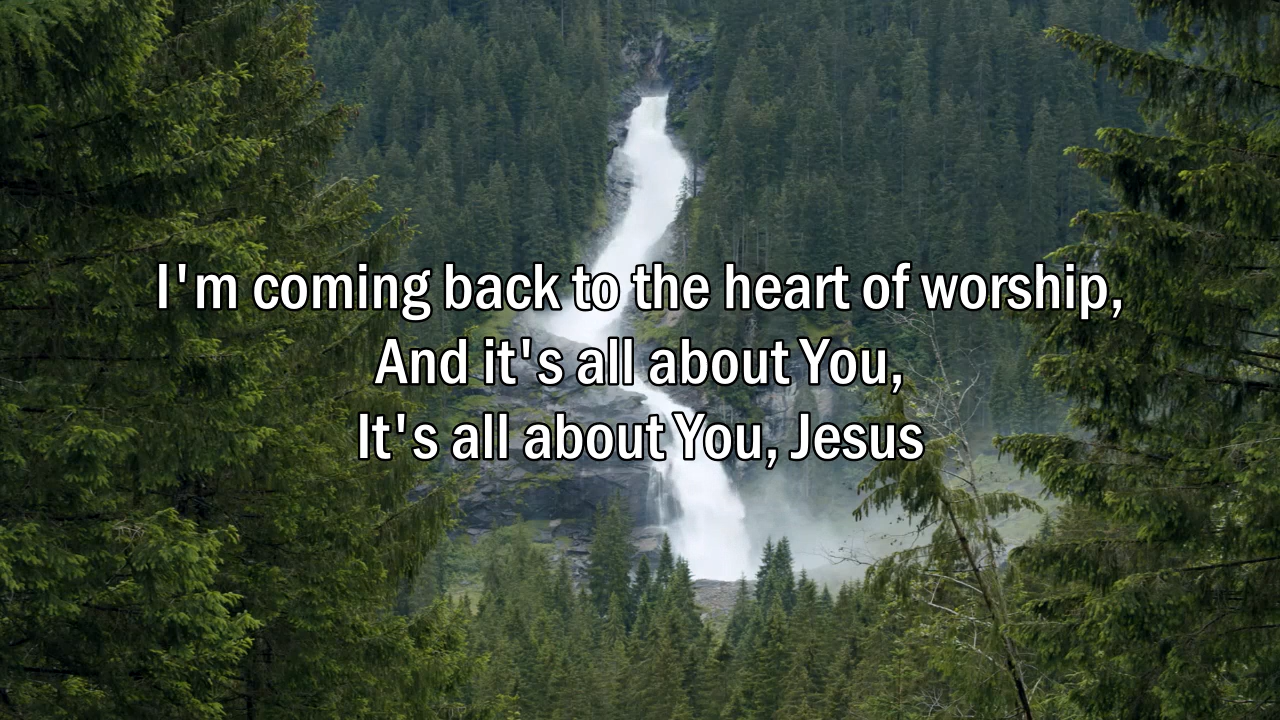 I'm coming back to the heart of worship,
And it's all about You,
It's all about You, Jesus